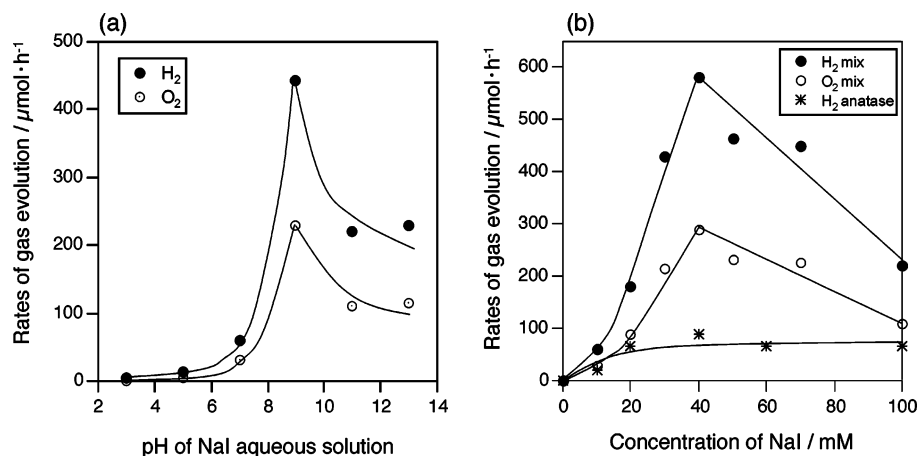 (a)
500
400
300
200
100
0
2
4
6
8
10
12
14
Rates of gas evolution / µmol·h⁻¹
pH of NaI aqueous solution
H₂
O₂
(b)
600
500
400
300
200
100
0
0
20
40
60
80
100
Rates of gas evolution / µmol·h⁻¹
Concentration of NaI / mM
H₂ mix
O₂ mix
H₂ anatase